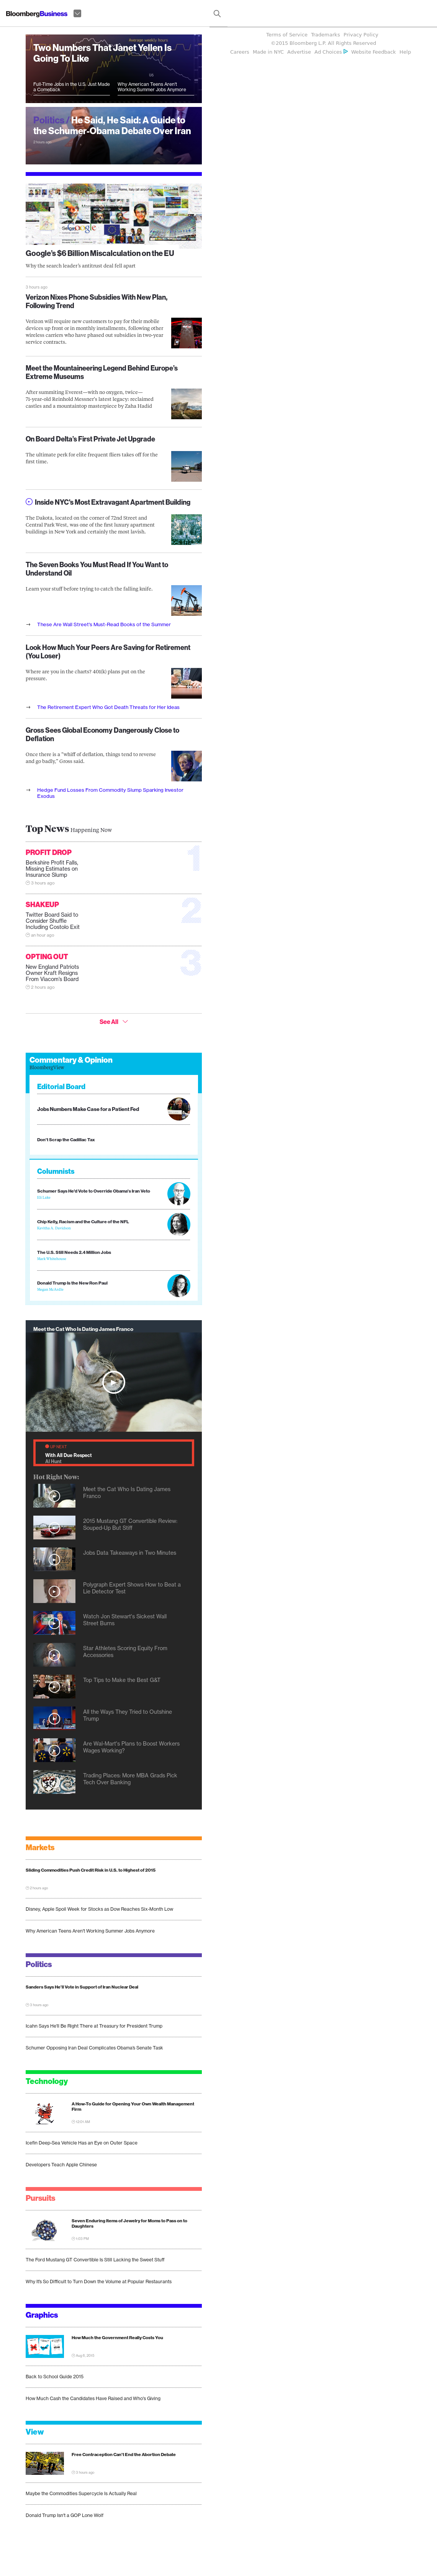 BloombergBusiness
Terms of Service Trademarks Privacy Policy
©2015 Bloomberg L.P. All Rights Reserved
Careers Made in NYC Advertise Ad Choices Website Feedback Help
Average weekly hours
Two Numbers That Janet Yellen Is
Going To Like
Full-Time Jobs in the U.S. Just Made
a Comeback
Why American Teens Aren't
Working Summer Jobs Anymore
Politics / He Said, He Said: A Guide to
the Schumer-Obama Debate Over Iran
Google's $6 Billion Miscalculation on the EU
Why the search leader's antitrust deal fell apart
3 hours ago
Verizon Nixes Phone Subsidies With New Plan,
Following Trend
Verizon will require new customers to pay for their mobile
devices up front or in monthly installments, following other
wireless carriers who have phased out subsidies in two-year
service contracts.
Meet the Mountaineering Legend Behind Europe's
Extreme Museums
After summiting Everest—with no oxygen, twice—
71-year-old Reinhold Messner's latest legacy: reclaimed
castles and a mountaintop masterpiece by Zaha Hadid
On Board Delta's First Private Jet Upgrade
The ultimate perk for elite frequent fliers takes off for the
first time.
Inside NYC's Most Extravagant Apartment Building
The Dakota, located on the corner of 72nd Street and
Central Park West, was one of the first luxury apartment
buildings in New York and certainly the most lavish.
The Seven Books You Must Read If You Want to
Understand Oil
Learn your stuff before trying to catch the falling knife.
→ These Are Wall Street's Must-Read Books of the Summer
Look How Much Your Peers Are Saving for Retirement
(You Loser)
Where are you in the charts? 401(k) plans put on the
pressure.
→ The Retirement Expert Who Got Death Threats for Her Ideas
Gross Sees Global Economy Dangerously Close to
Deflation
Once there is a "whiff of deflation, things tend to reverse
and go badly," Gross said.
→ Hedge Fund Losses From Commodity Slump Sparking Investor
Exodus
Top News Happening Now
PROFIT DROP
1
Berkshire Profit Falls,
Missing Estimates on
Insurance Slump
4 hours ago
SHAKEUP
2
Twitter Board Said to
Consider Shuffle
Including Costolo Exit
an hour ago
OPTING OUT
3
New England Patriots
Owner Kraft Resigns
From Viacom's Board
2 hours ago
See All
Commentary & Opinion
BloombergView
Editorial Board
Jobs Numbers Make Case for a Patient Fed
Don't Scrap the Cadillac Tax
Columnists
Schumer Says He'd Vote to Override Obama's Iran Veto
Eli Lake
Chip Kelly, Racism and the Culture of the NFL
Kavitha A. Davidson
The U.S. Still Needs 2.4 Million Jobs
Mark Whitehouse
Donald Trump Is the New Ron Paul
Megan McArdle
Meet the Cat Who Is Dating James Franco
UP NEXT
With All Due Respect
Al Hunt
Hot Right Now:
Meet the Cat Who Is Dating James
Franco
2015 Mustang GT Convertible Review:
Souped-Up But Stiff
Jobs Data Takeaways in Two Minutes
Polygraph Expert Shows How to Beat a
Lie Detector Test
Watch Jon Stewart's Sickest Wall
Street Burns
Star Athletes Scoring Equity From
Accessories
Top Tips to Make the Best G&T
All the Ways They Tried to Outshine
Trump
Are Wal-Mart's Plans to Boost Workers
Wages Working?
Trading Places: More MBA Grads Pick
Tech Over Banking
Markets
Sliding Commodities Push Credit Risk in U.S. to Highest of 2015
Disney, Apple Spoil Week for Stocks as Dow Reaches Six-Month Low
Why American Teens Aren't Working Summer Jobs Anymore
Politics
Sanders Says He'll Vote in Support of Iran Nuclear Deal
Icahn Says He'll Be Right There at Treasury for President Trump
Schumer Opposing Iran Deal Complicates Obama's Senate Task
Technology
A How-To Guide for Opening Your Own Wealth Management
Firm
Icefin Deep-Sea Vehicle Has an Eye on Outer Space
Developers Teach Apple Chinese
Pursuits
Seven Enduring Items of Jewelry for Moms to Pass on to
Daughters
The Ford Mustang GT Convertible Is Still Lacking the Sweet Stuff
Why It's So Difficult to Turn Down the Volume at Popular Restaurants
Graphics
How Much the Government Really Costs You
Back to School Guide 2015
How Much Cash the Candidates Have Raised and Who's Giving
View
Free Contraception Can't End the Abortion Debate
Maybe the Commodities Supercycle Is Actually Real
Donald Trump Isn't a GOP Lone Wolf